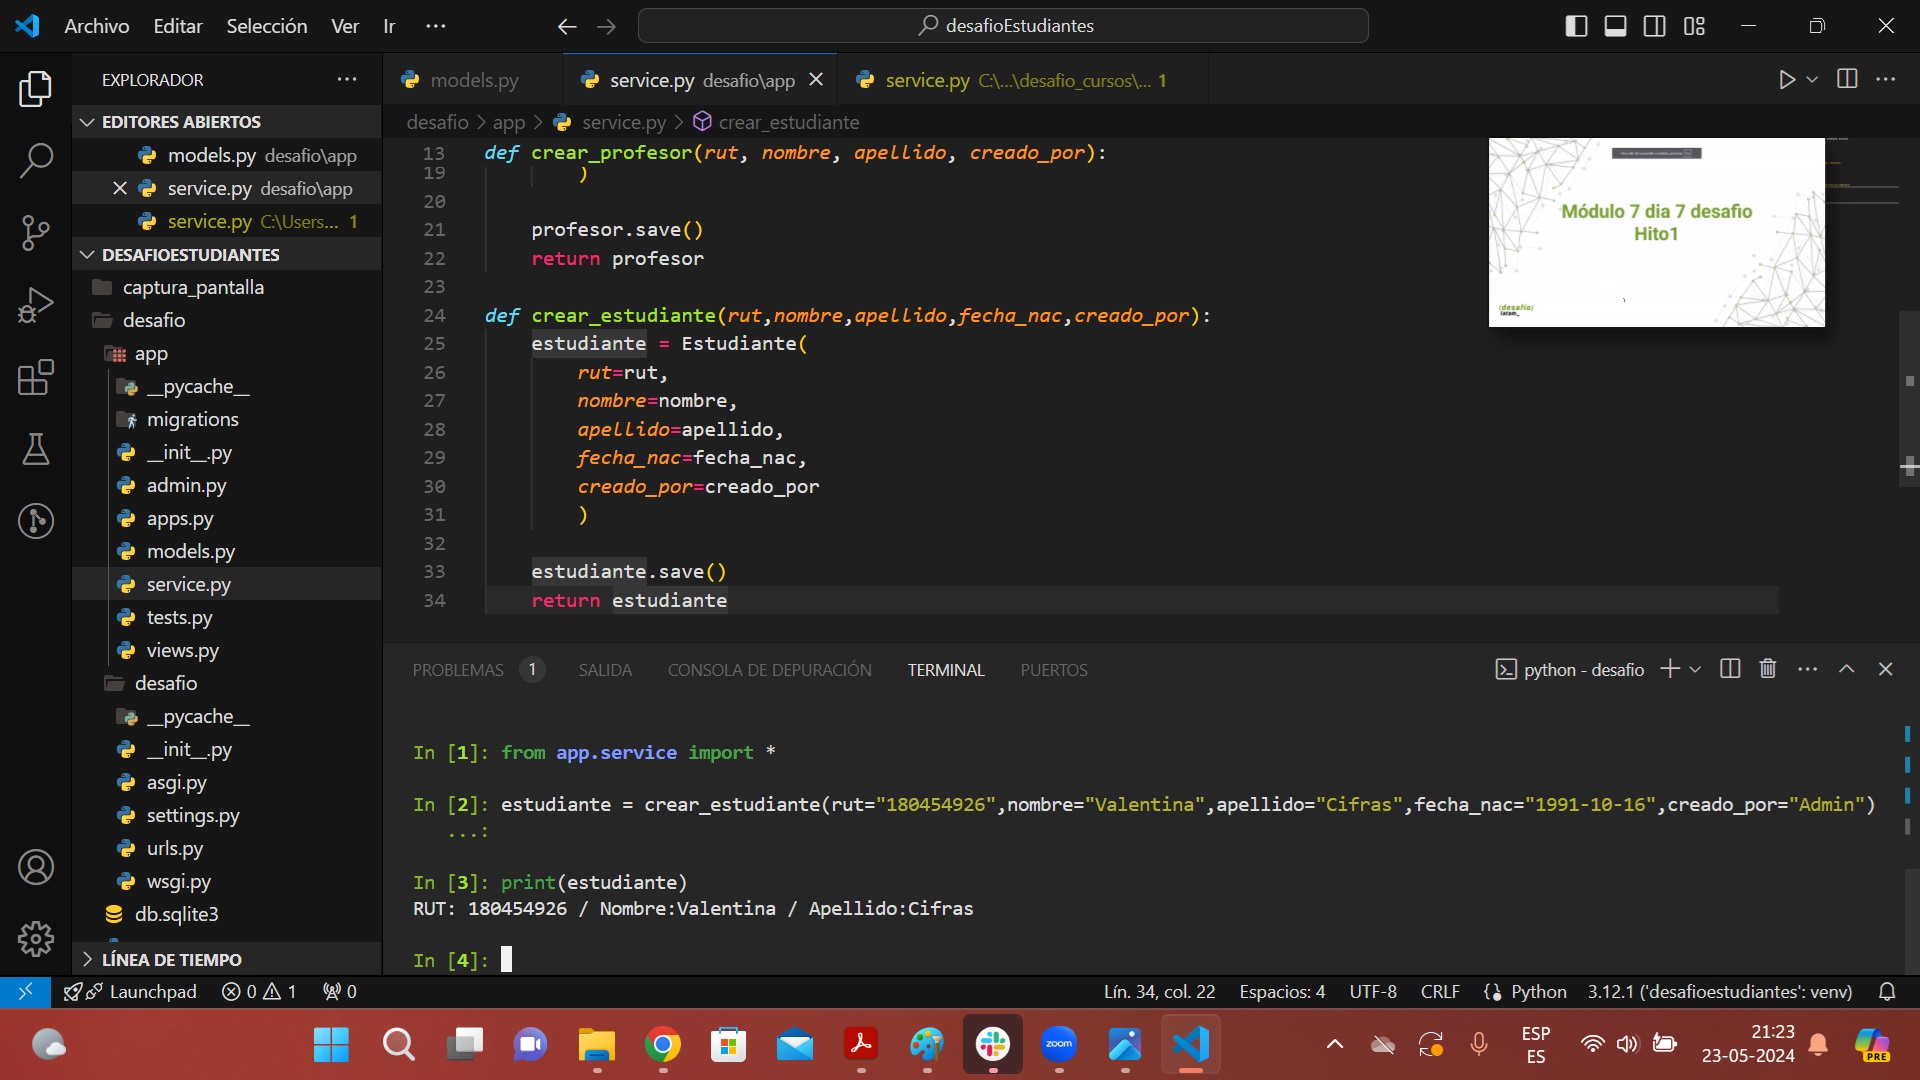 Archivo Editar Selección Ver Ir ···
desafioEstudiantes
EXPLORADOR
EDITORES ABIERTOS
models.py desafio\app
service.py desafio\app
service.py C:\Users... 1
DESAFIOESTUDIANTES
captura_pantalla
desafio
app
__pycache__
migrations
__init__.py
admin.py
apps.py
models.py
service.py
tests.py
views.py
desafio
__pycache__
__init__.py
asgi.py
settings.py
urls.py
wsgi.py
db.sqlite3
LÍNEA DE TIEMPO
models.py
service.py desafio\app
service.py C:\...\desafio_cursos\... 1
desafio > app > service.py > crear_estudiante
13 def crear_profesor(rut, nombre, apellido, creado_por):
19 )
20
21 profesor.save()
22 return profesor
23
24 def crear_estudiante(rut,nombre,apellido,fecha_nac,creado_por):
25 estudiante = Estudiante(
26 rut=rut,
27 nombre=nombre,
28 apellido=apellido,
29 fecha_nac=fecha_nac,
30 creado_por=creado_por
31 )
32
33 estudiante.save()
34 return estudiante
Módulo 7 dia 7 desafio
Hito1
{desafío}
latam_
PROBLEMAS 1 SALIDA CONSOLA DE DEPURACIÓN TERMINAL PUERTOS
python - desafio
In [1]: from app.service import *
In [2]: estudiante = crear_estudiante(rut="180454926",nombre="Valentina",apellido="Cifras",fecha_nac="1991-10-16",creado_por="Admin")
...:
In [3]: print(estudiante)
RUT: 180454926 / Nombre:Valentina / Apellido:Cifras
In [4]:
Launchpad 0 1 0
Lín. 34, col. 22 Espacios: 4 UTF-8 CRLF Python 3.12.1 ('desafioestudiantes': venv)
zoom
ESP
ES
21:23
23-05-2024
PRE